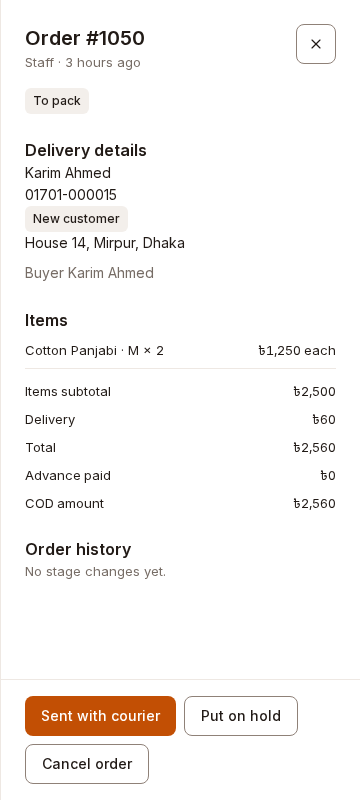 Order #1050
Staff · 3 hours ago
To pack
Delivery details
Karim Ahmed
01701-000015
New customer
House 14, Mirpur, Dhaka
Buyer Karim Ahmed
Items
Cotton Panjabi · M × 2 ৳1,250 each
Items subtotal ৳2,500
Delivery ৳60
Total ৳2,560
Advance paid ৳0
COD amount ৳2,560
Order history
No stage changes yet.
Sent with courier Put on hold
Cancel order